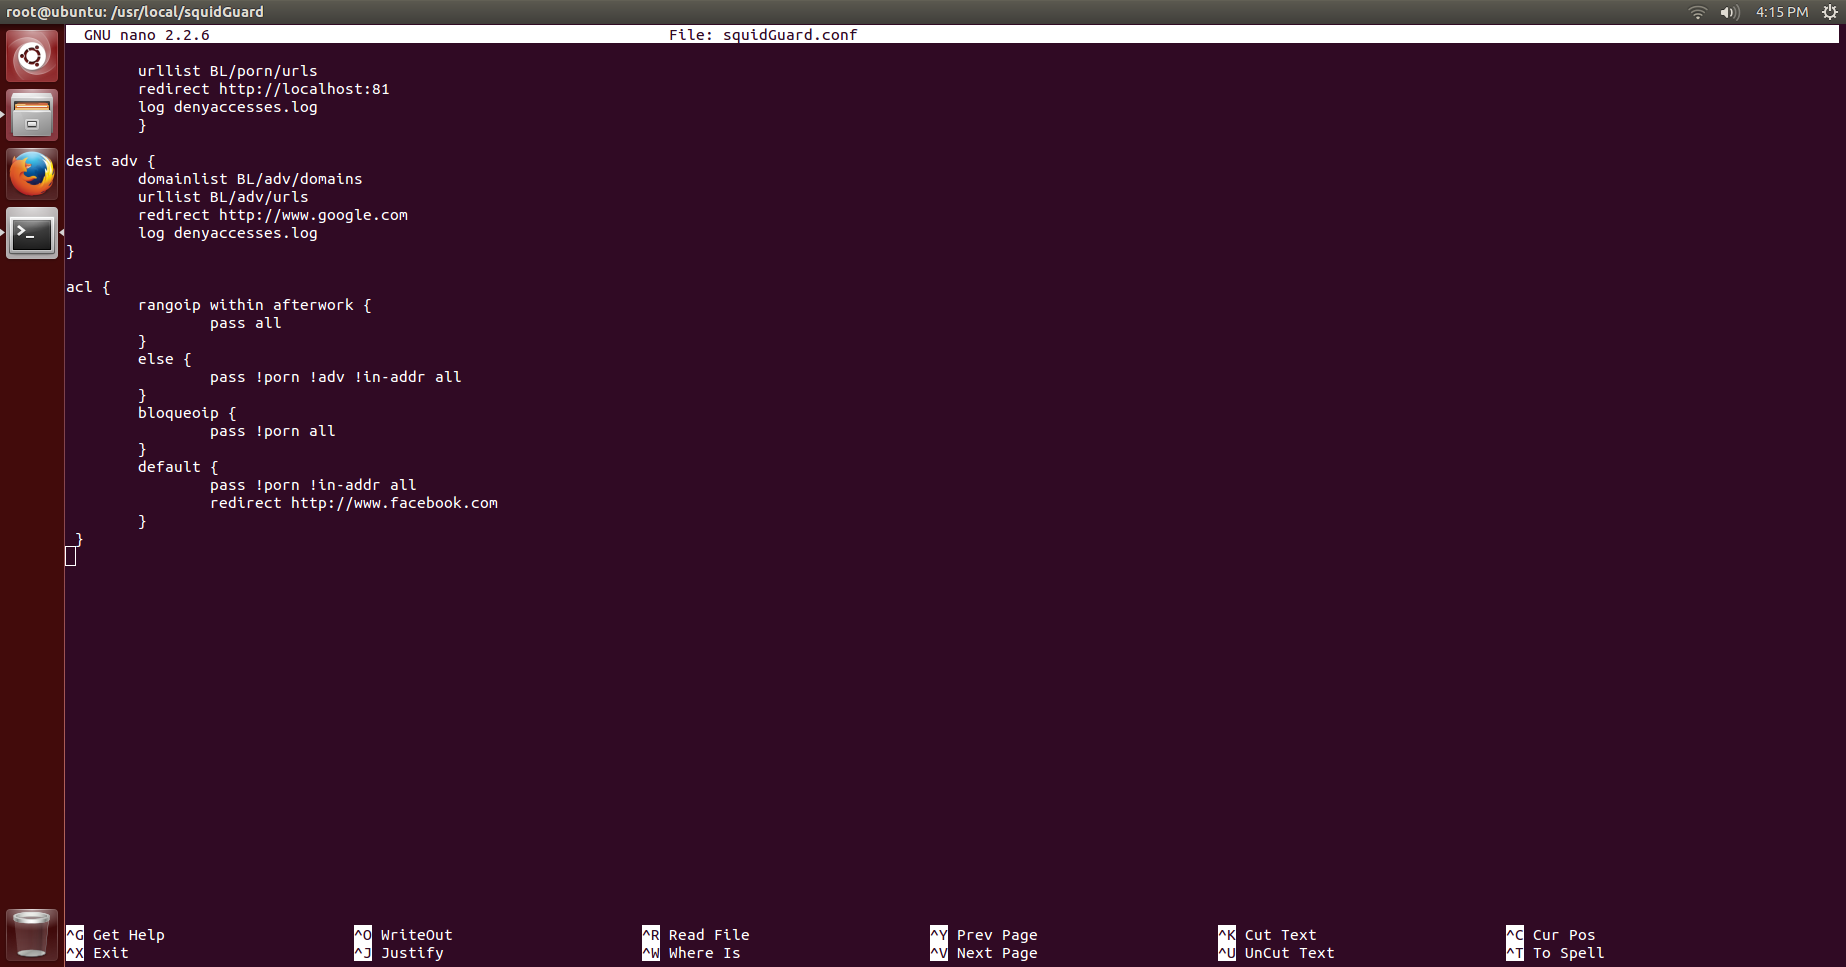 root@ubuntu: /usr/local/squidGuard 4:15 PM
GNU nano 2.2.6 File: squidGuard.conf
urllist BL/porn/urls
redirect http://localhost:81
log denyaccesses.log
}
dest adv {
domainlist BL/adv/domains
urllist BL/adv/urls
redirect http://www.google.com
log denyaccesses.log
}
acl {
rangoip within afterwork {
pass all
}
else {
pass !porn !adv !in-addr all
}
bloqueoip {
pass !porn all
}
default {
pass !porn !in-addr all
redirect http://www.facebook.com
}
}
^G Get Help ^O WriteOut ^R Read File ^Y Prev Page ^K Cut Text ^C Cur Pos
^X Exit ^J Justify ^W Where Is ^V Next Page ^U UnCut Text ^T To Spell